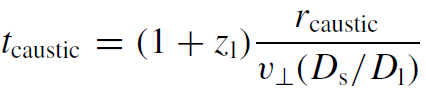 t_caustic = (1 + z_l) r_caustic / v_⊥(D_s/D_l)